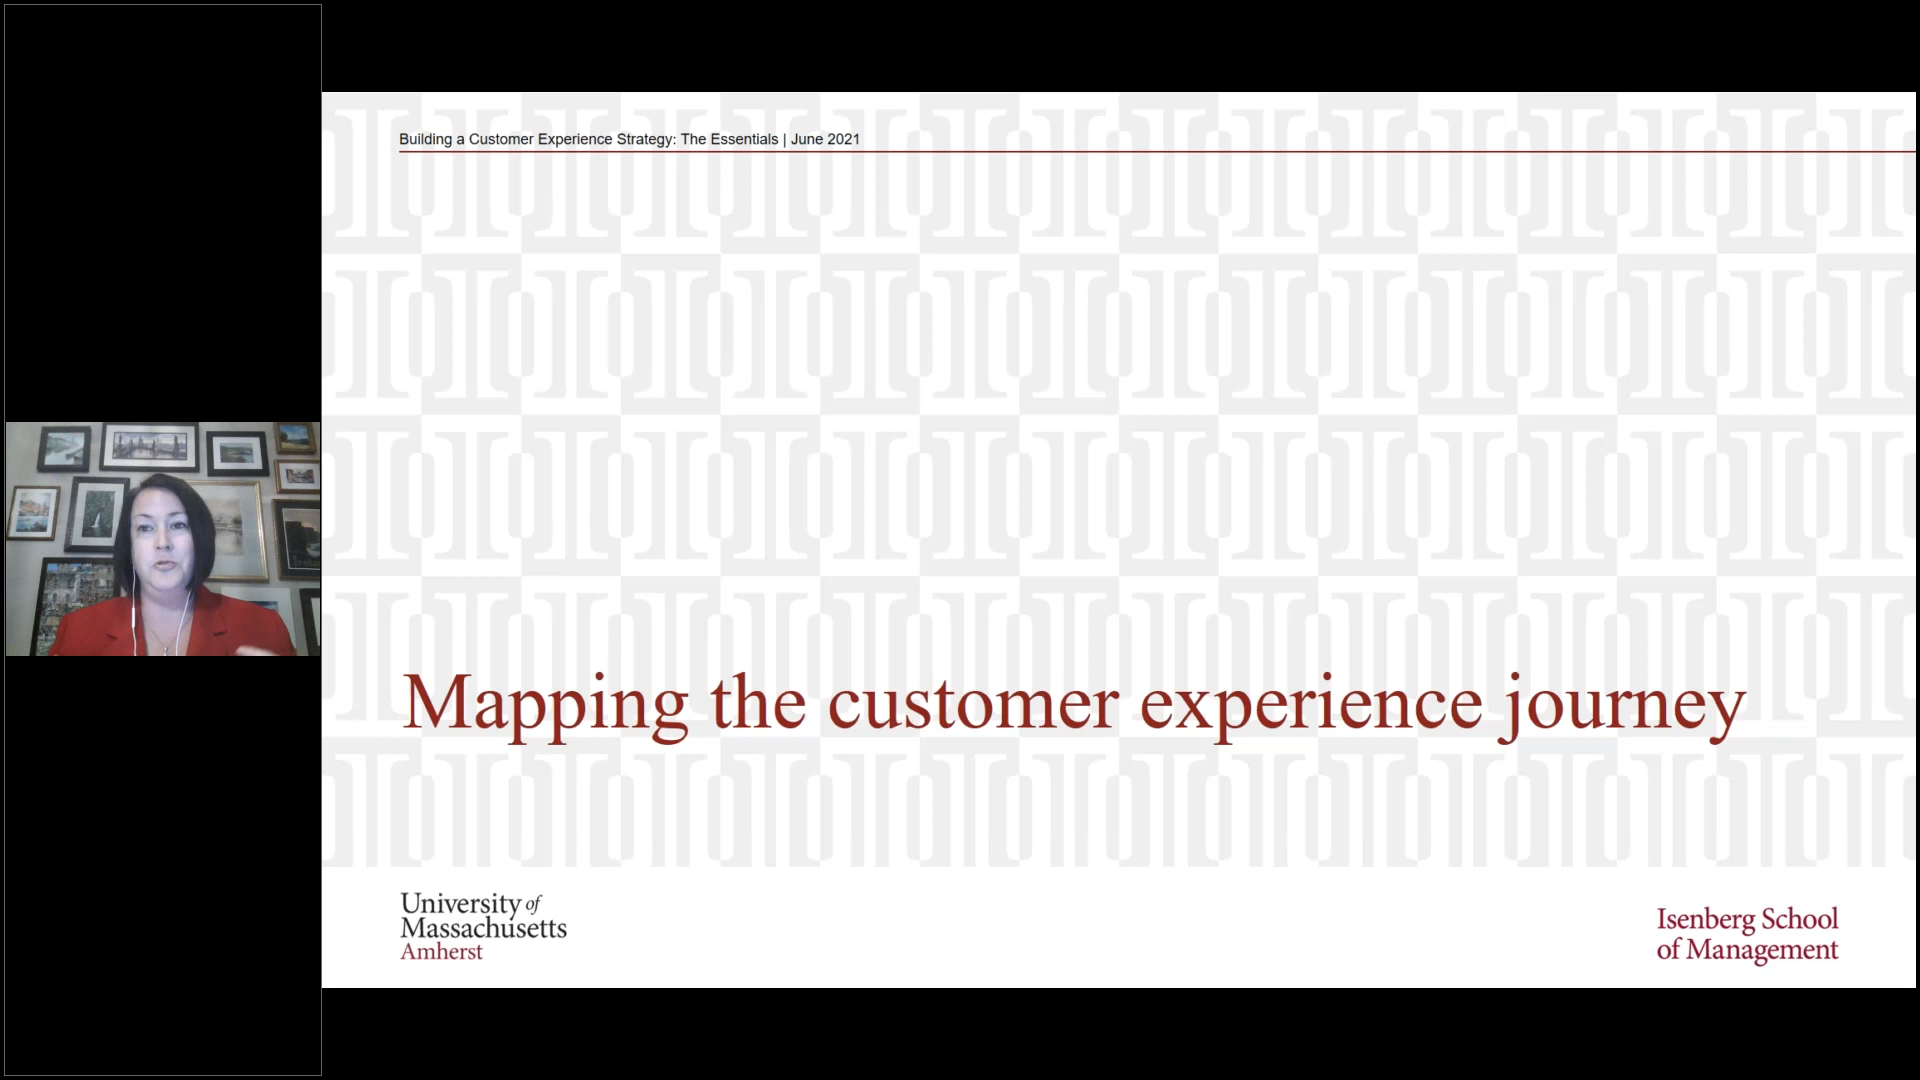 Building a Customer Experience Strategy: The Essentials | June 2021
Mapping the customer experience journey
University of
Massachusetts
Amherst
Isenberg School
of Management